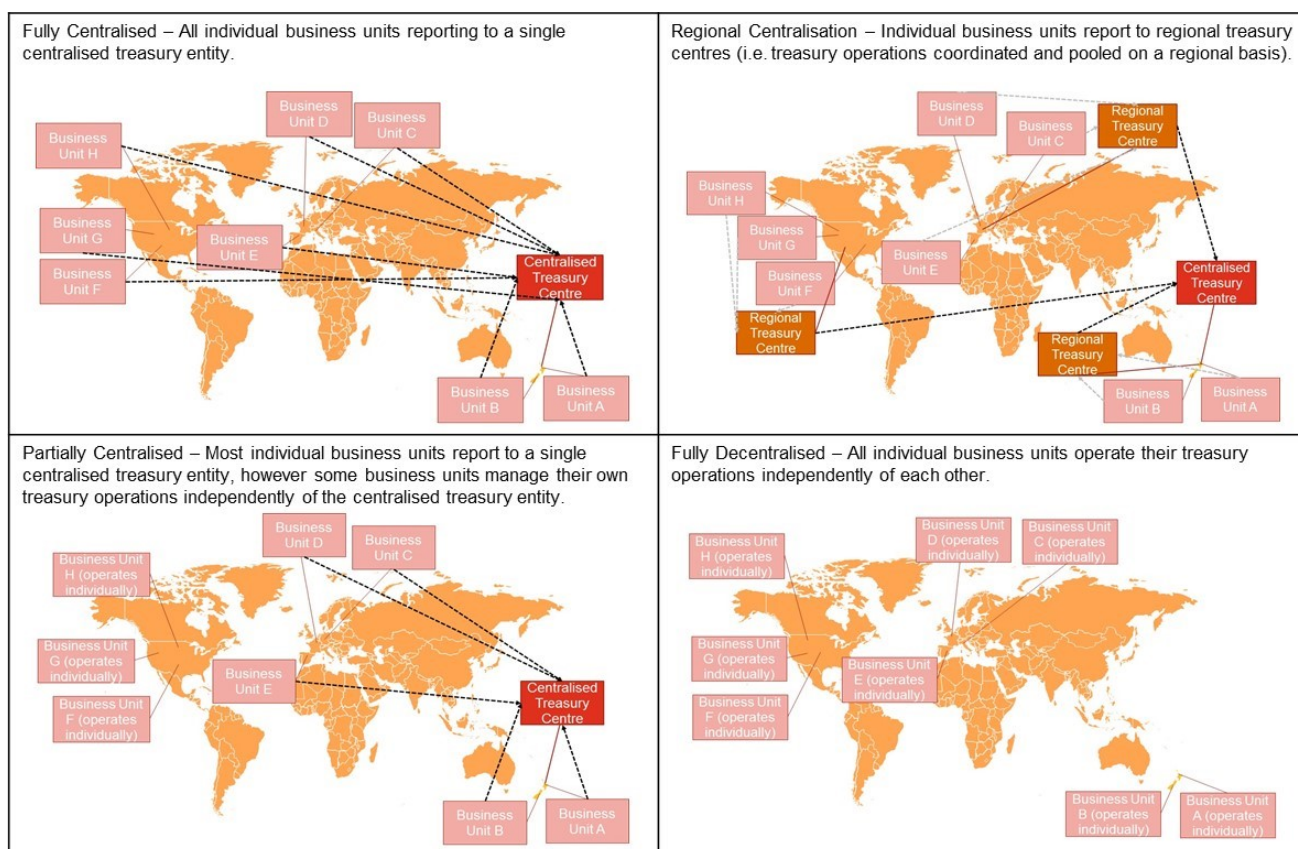 Fully Centralised – All individual business units reporting to a single
centralised treasury entity.
Business
Unit D
Business
Unit C
Business
Unit H
Business
Unit G
Business
Unit E
Business
Unit F
Centralised
Treasury
Centre
Business
Unit B
Business
Unit A
Regional Centralisation – Individual business units report to regional treasury
centres (i.e. treasury operations coordinated and pooled on a regional basis).
Business
Unit D
Regional
Treasury
Centre
Business
Unit C
Business
Unit H
Business
Unit G
Business
Unit E
Business
Unit F
Centralised
Treasury
Centre
Regional
Treasury
Centre
Regional
Treasury
Centre
Business
Unit B
Business
Unit A
Partially Centralised – Most individual business units report to a single
centralised treasury entity, however some business units manage their own
treasury operations independently of the centralised treasury entity.
Business
Unit D
Business
Unit C
Business Unit
H (operates
individually)
Business Unit
G (operates
individually)
Business
Unit E
Business Unit
F (operates
individually)
Centralised
Treasury
Centre
Business
Unit B
Business
Unit A
Fully Decentralised – All individual business units operate their treasury
operations independently of each other.
Business Unit
D (operates
individually)
Business Unit
C (operates
individually)
Business Unit
H (operates
individually)
Business Unit
G (operates
individually)
Business Unit
E (operates
individually)
Business Unit
F (operates
individually)
Business Unit
B (operates
individually)
Business Unit
A (operates
individually)